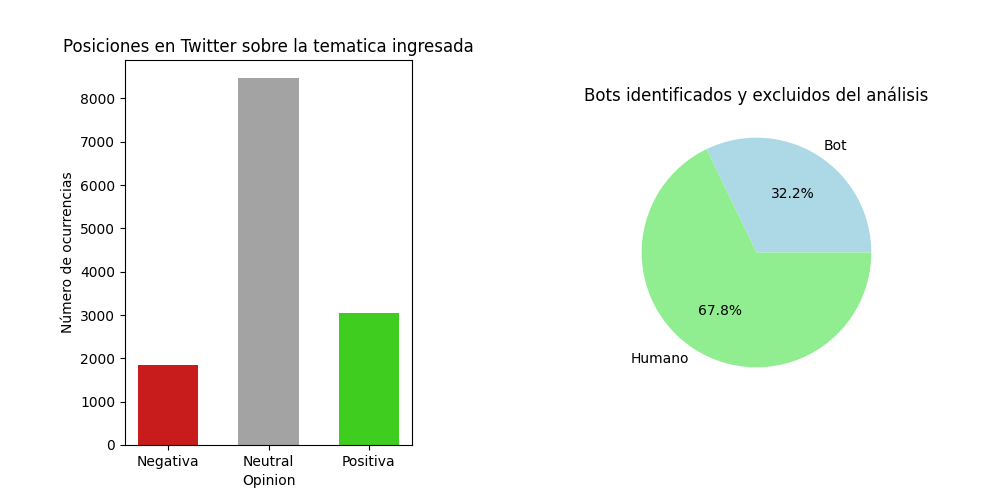 Posiciones en Twitter sobre la tematica ingresada
Número de ocurrencias
8000
7000
6000
5000
4000
3000
2000
1000
0
Negativa
Neutral
Positiva
Opinion
Bots identificados y excluidos del análisis
Bot
32.2%
67.8%
Humano